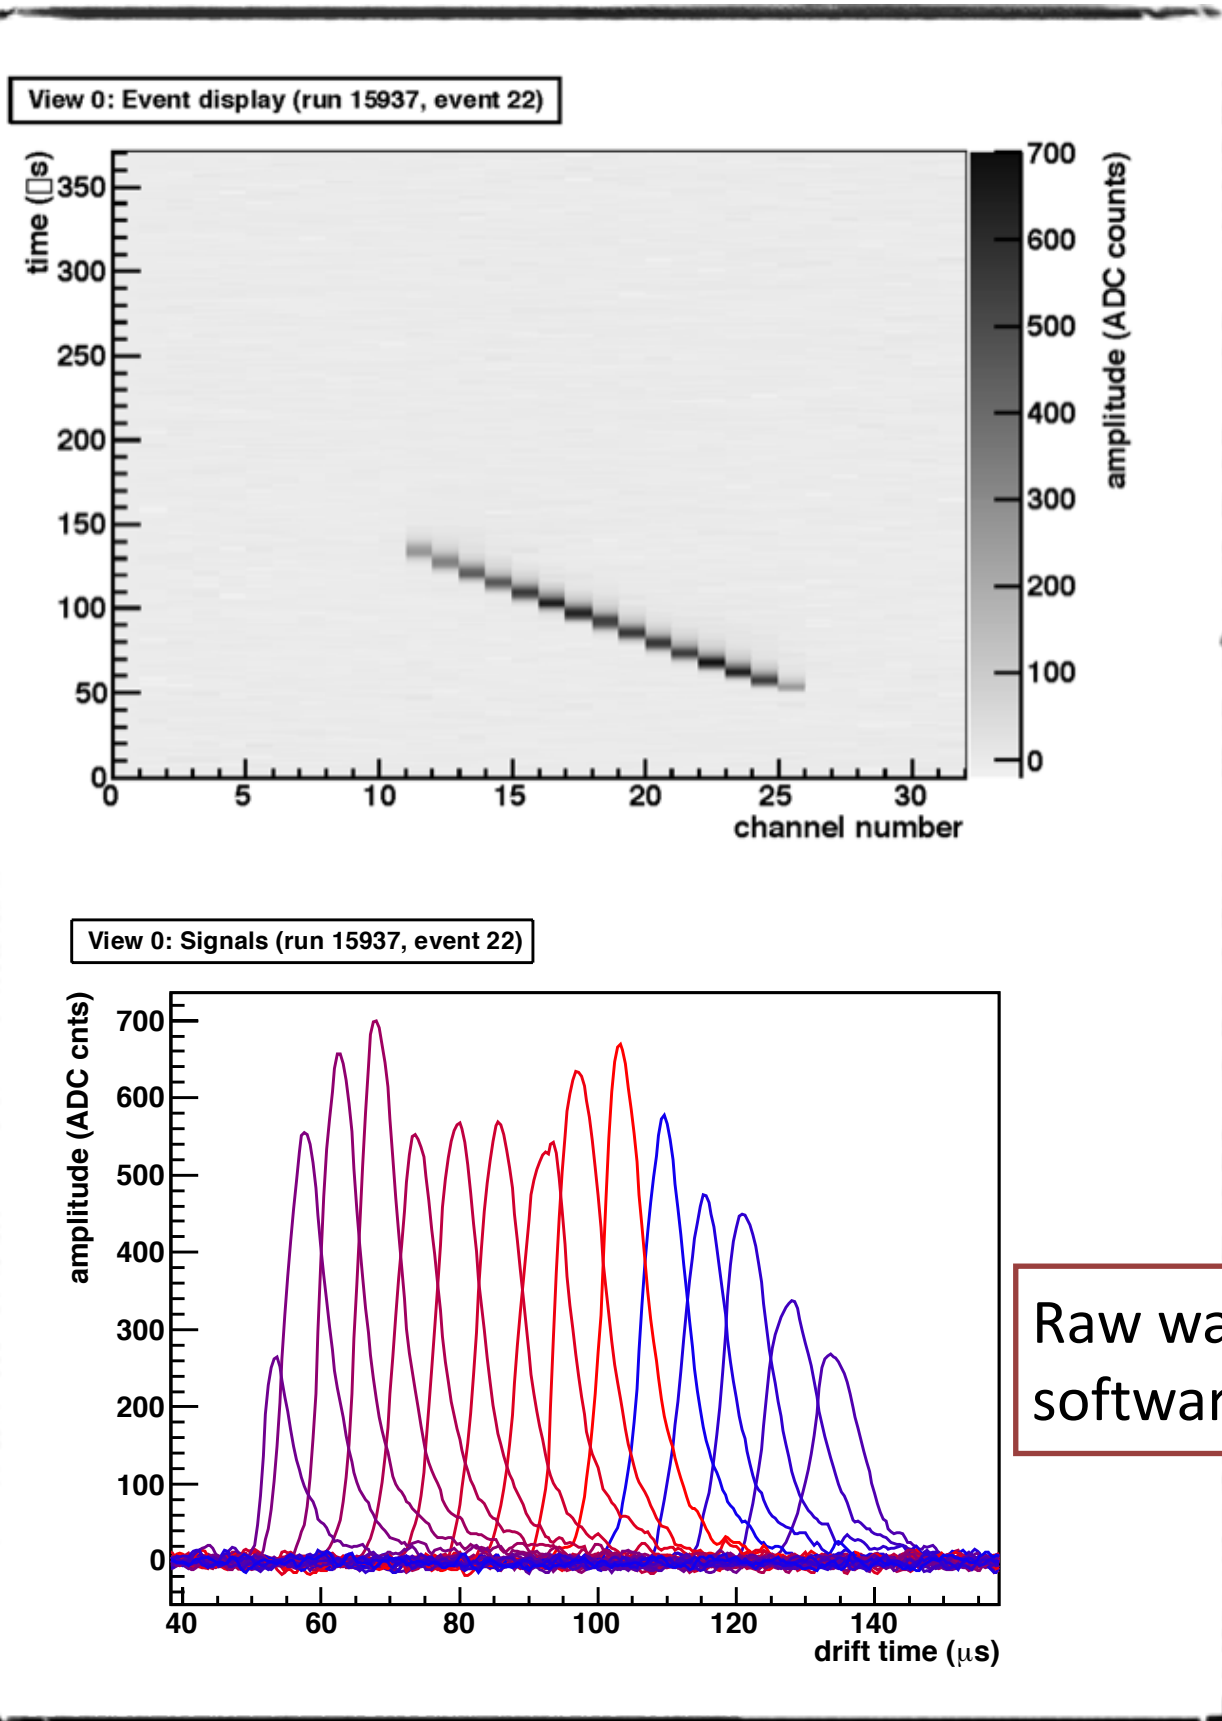 View 0: Event display (run 15937, event 22)
time (□s)
350
300
250
200
150
100
50
0
0 5 10 15 20 25 30
channel number
700
600
500
400
300
200
100
0
amplitude (ADC counts)
View 0: Signals (run 15937, event 22)
amplitude (ADC cnts)
700
600
500
400
300
200
100
0
40 60 80 100 120 140
drift time (μs)
Raw wa
softwar